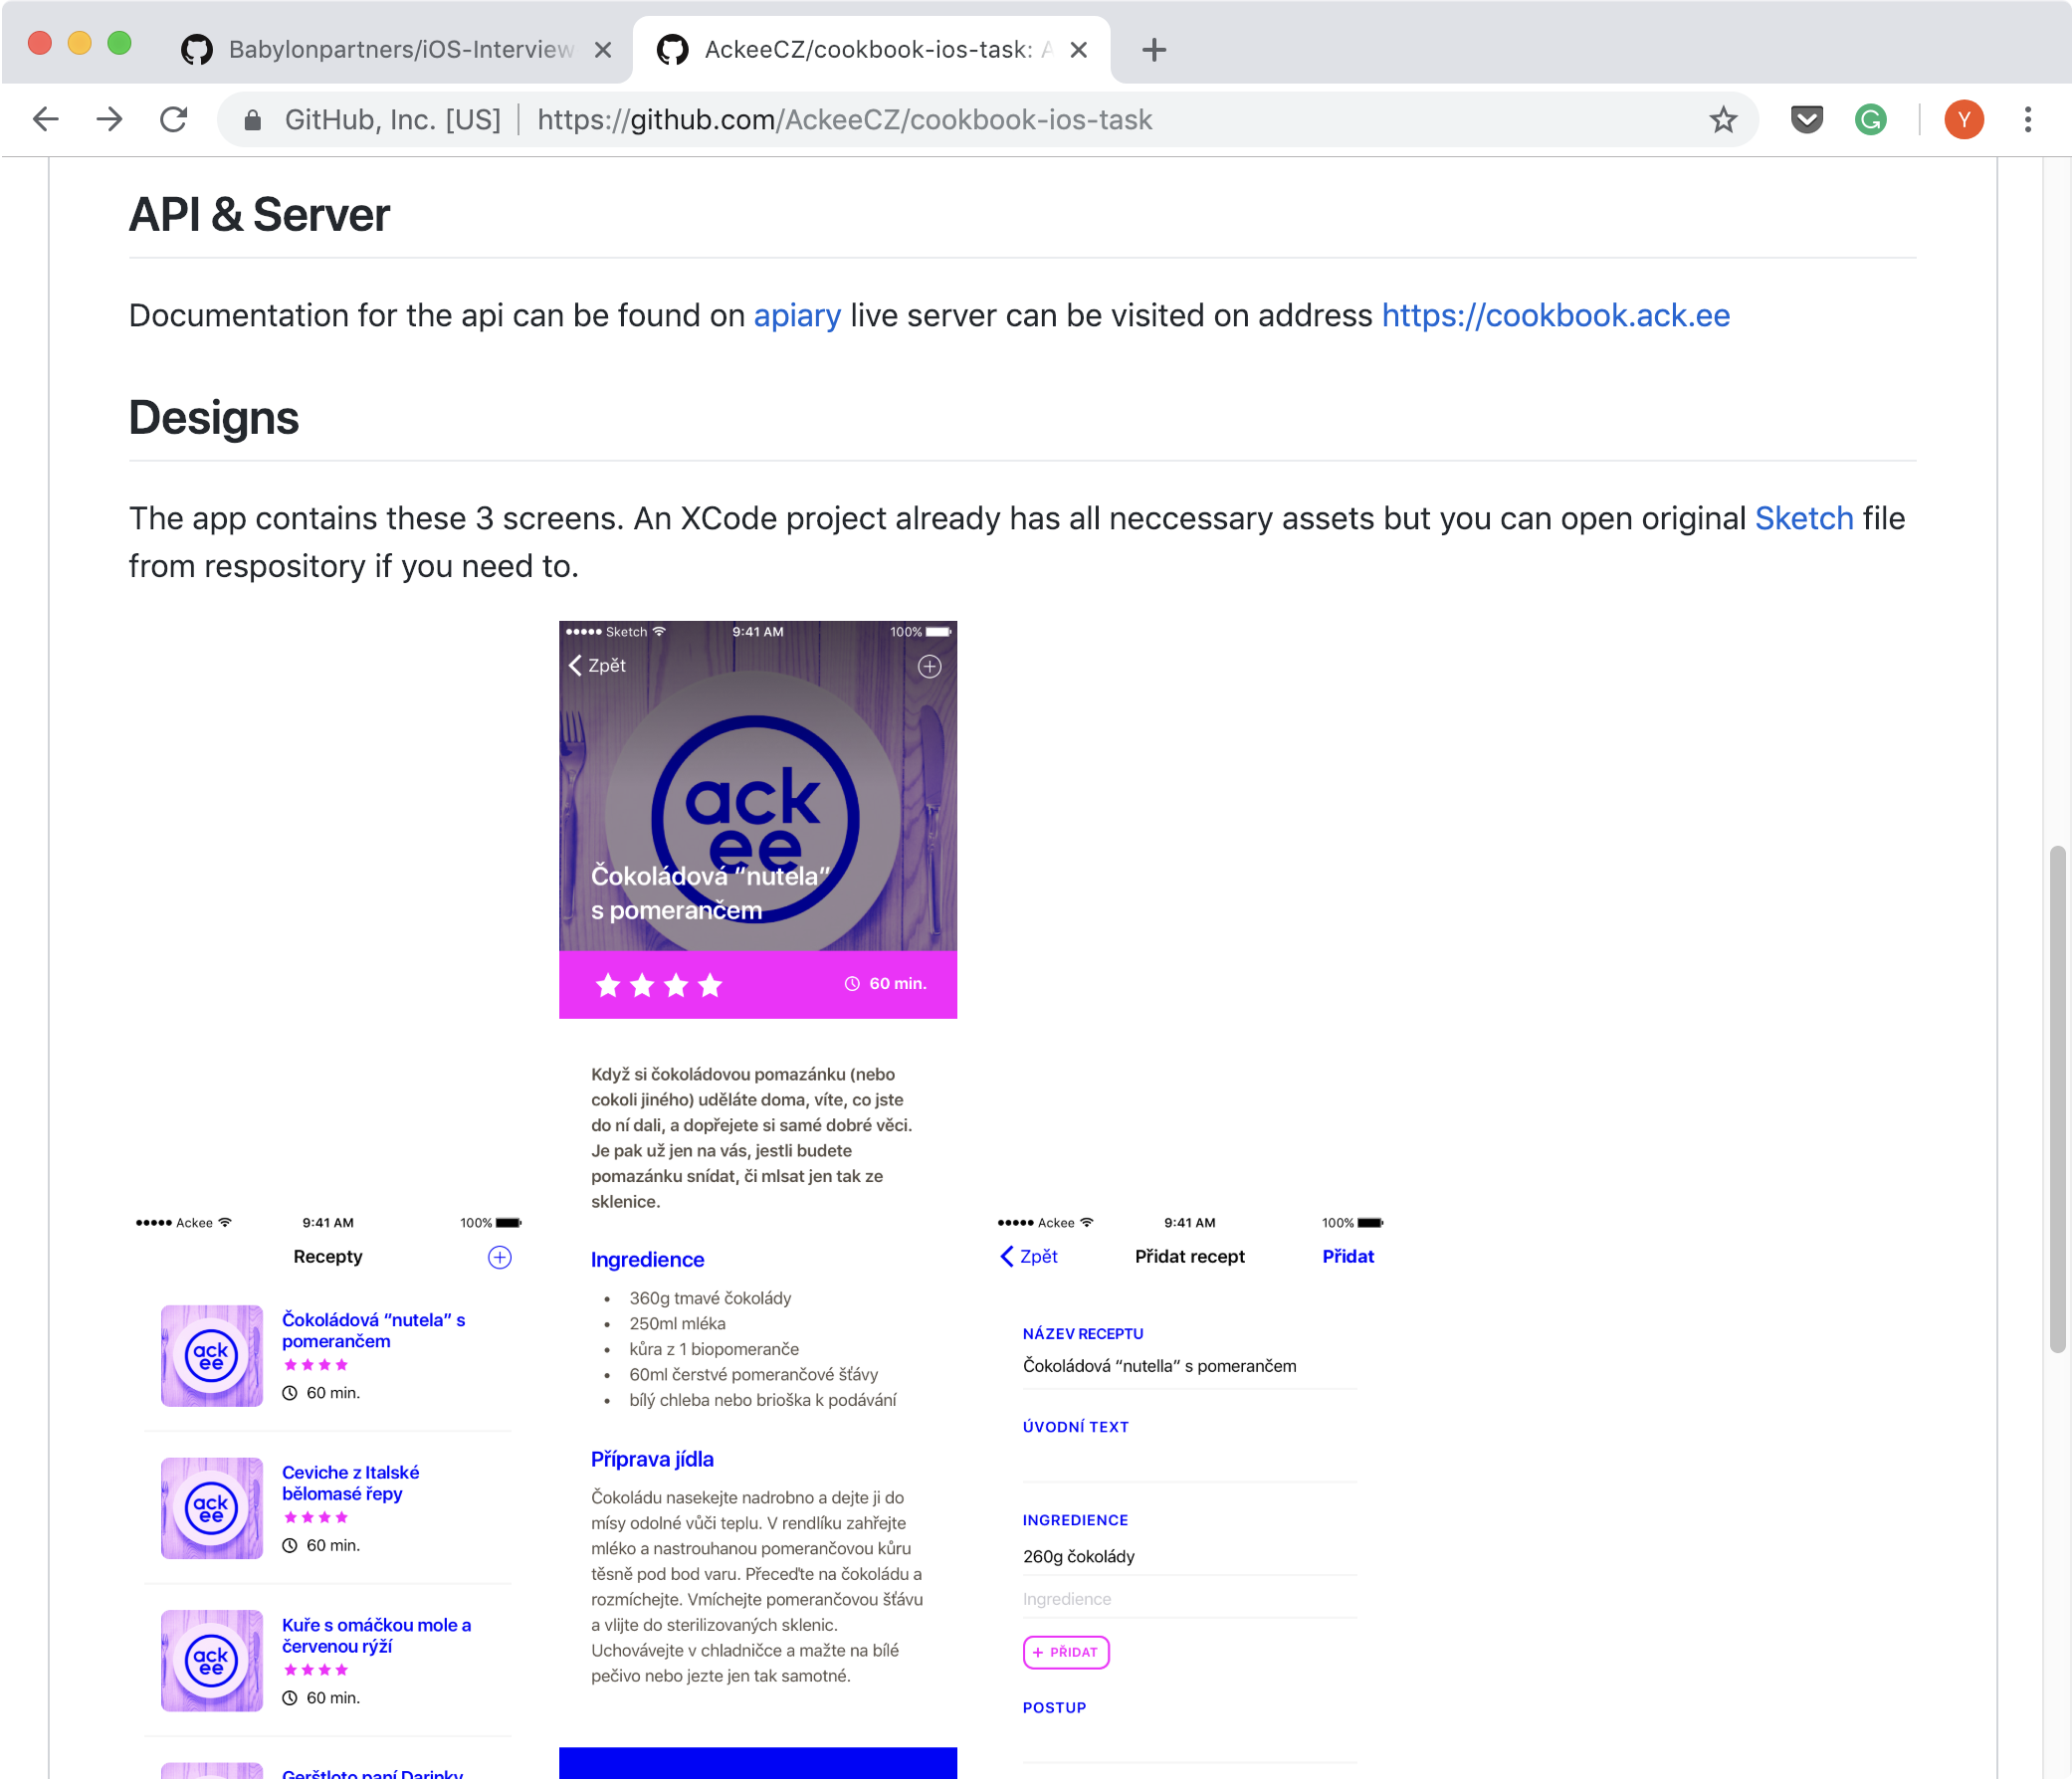 Babylonpartners/iOS-Interview
AckeeCZ/cookbook-ios-task: A
GitHub, Inc. [US] | https://github.com/AckeeCZ/cookbook-ios-task
Y
API & Server
Documentation for the api can be found on apiary live server can be visited on address https://cookbook.ack.ee
Designs
The app contains these 3 screens. An XCode project already has all neccessary assets but you can open original Sketch file
from respository if you need to.
Ackee 9:41 AM 100%
Recepty
ack
ee
Čokoládová “nutela” s
pomerančem
60 min.
ack
ee
Ceviche z Italské
bělomasé řepy
60 min.
ack
ee
Kuře s omáčkou mole a
červenou rýží
60 min.
Gerštloto paní Darinky
Sketch 9:41 AM 100%
Zpět
ack
ee
Čokoládová “nutela”
s pomerančem
60 min.
Když si čokoládovou pomazánku (nebo
cokoli jiného) uděláte doma, víte, co jste
do ní dali, a dopřejete si samé dobré věci.
Je pak už jen na vás, jestli budete
pomazánku snídat, či mlsat jen tak ze
sklenice.
Ingredience
• 360g tmavé čokolády
• 250ml mléka
• kůra z 1 biopomeranče
• 60ml čerstvé pomerančové šťávy
• bílý chleba nebo brioška k podávání
Příprava jídla
Čokoládu nasekejte nadrobno a dejte ji do
mísy odolné vůči teplu. V rendlíku zahřejte
mléko a nastrouhanou pomerančovou kůru
těsně pod bod varu. Přeceďte na čokoládu a
rozmíchejte. Vmíchejte pomerančovou šťávu
a vlijte do sterilizovaných sklenic.
Uchovávejte v chladničce a mažte na bílé
pečivo nebo jezte jen tak samotné.
Ackee 9:41 AM 100%
Zpět Přidat recept Přidat
NÁZEV RECEPTU
Čokoládová “nutella” s pomerančem
ÚVODNÍ TEXT
INGREDIENCE
260g čokolády
Ingredience
+ PŘIDAT
POSTUP